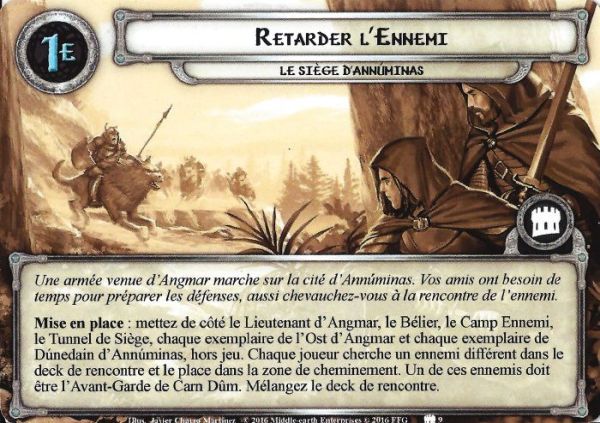 1E
RETARDER L'ENNEMI
LE SIÈGE D'ANNÚMINAS
Une armée venue d'Angmar marche sur la cité d'Annúminas. Vos amis ont besoin de
temps pour préparer les défenses, aussi chevauchez-vous à la rencontre de l'ennemi.
Mise en place : mettez de côté le Lieutenant d'Angmar, le Bélier, le Camp Ennemi,
le Tunnel de Siège, chaque exemplaire de l'Ost d'Angmar et chaque exemplaire de
Dúnedain d'Annúminas, hors jeu. Chaque joueur cherche un ennemi différent dans le
deck de rencontre et le place dans la zone de cheminement. Un de ces ennemis doit
être l'Avant-Garde de Carn Dûm. Mélangez le deck de rencontre.
Illus. Javier Charro Martínez © 2016 Middle-earth Enterprises © 2016 FFG 9